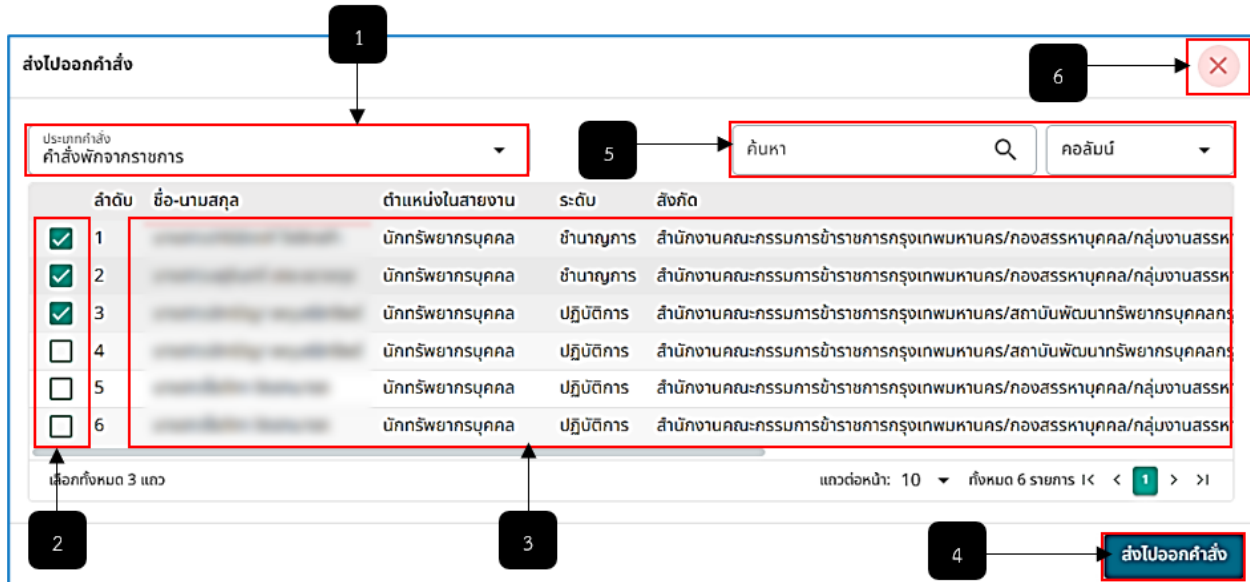 1
ส่งไปออกคำสั่ง
6
ประเภทคำสั่ง
คำสั่งพักจากราชการ
5
ค้นหา
คอลัมน์
ลำดับ ชื่อ-นามสกุล ตำแหน่งในสายงาน ระดับ สังกัด
1 นักทรัพยากรบุคคล ชำนาญการ สำนักงานคณะกรรมการข้าราชการกรุงเทพมหานคร/กองสรรหาบุคคล/กลุ่มงานสรรห
2 นักทรัพยากรบุคคล ชำนาญการ สำนักงานคณะกรรมการข้าราชการกรุงเทพมหานคร/กองสรรหาบุคคล/กลุ่มงานสรรห
3 นักทรัพยากรบุคคล ปฏิบัติการ สำนักงานคณะกรรมการข้าราชการกรุงเทพมหานคร/สถาบันพัฒนาทรัพยากรบุคคลกร
4 นักทรัพยากรบุคคล ปฏิบัติการ สำนักงานคณะกรรมการข้าราชการกรุงเทพมหานคร/สถาบันพัฒนาทรัพยากรบุคคลกร
5 นักทรัพยากรบุคคล ปฏิบัติการ สำนักงานคณะกรรมการข้าราชการกรุงเทพมหานคร/กองสรรหาบุคคล/กลุ่มงานสรรห
6 นักทรัพยากรบุคคล ปฏิบัติการ สำนักงานคณะกรรมการข้าราชการกรุงเทพมหานคร/กองสรรหาบุคคล/กลุ่มงานสรรห
เลือกทั้งหมด 3 แถว
แถวต่อหน้า: 10 ทั้งหมด 6 รายการ 1
2
3
4
ส่งไปออกคำสั่ง